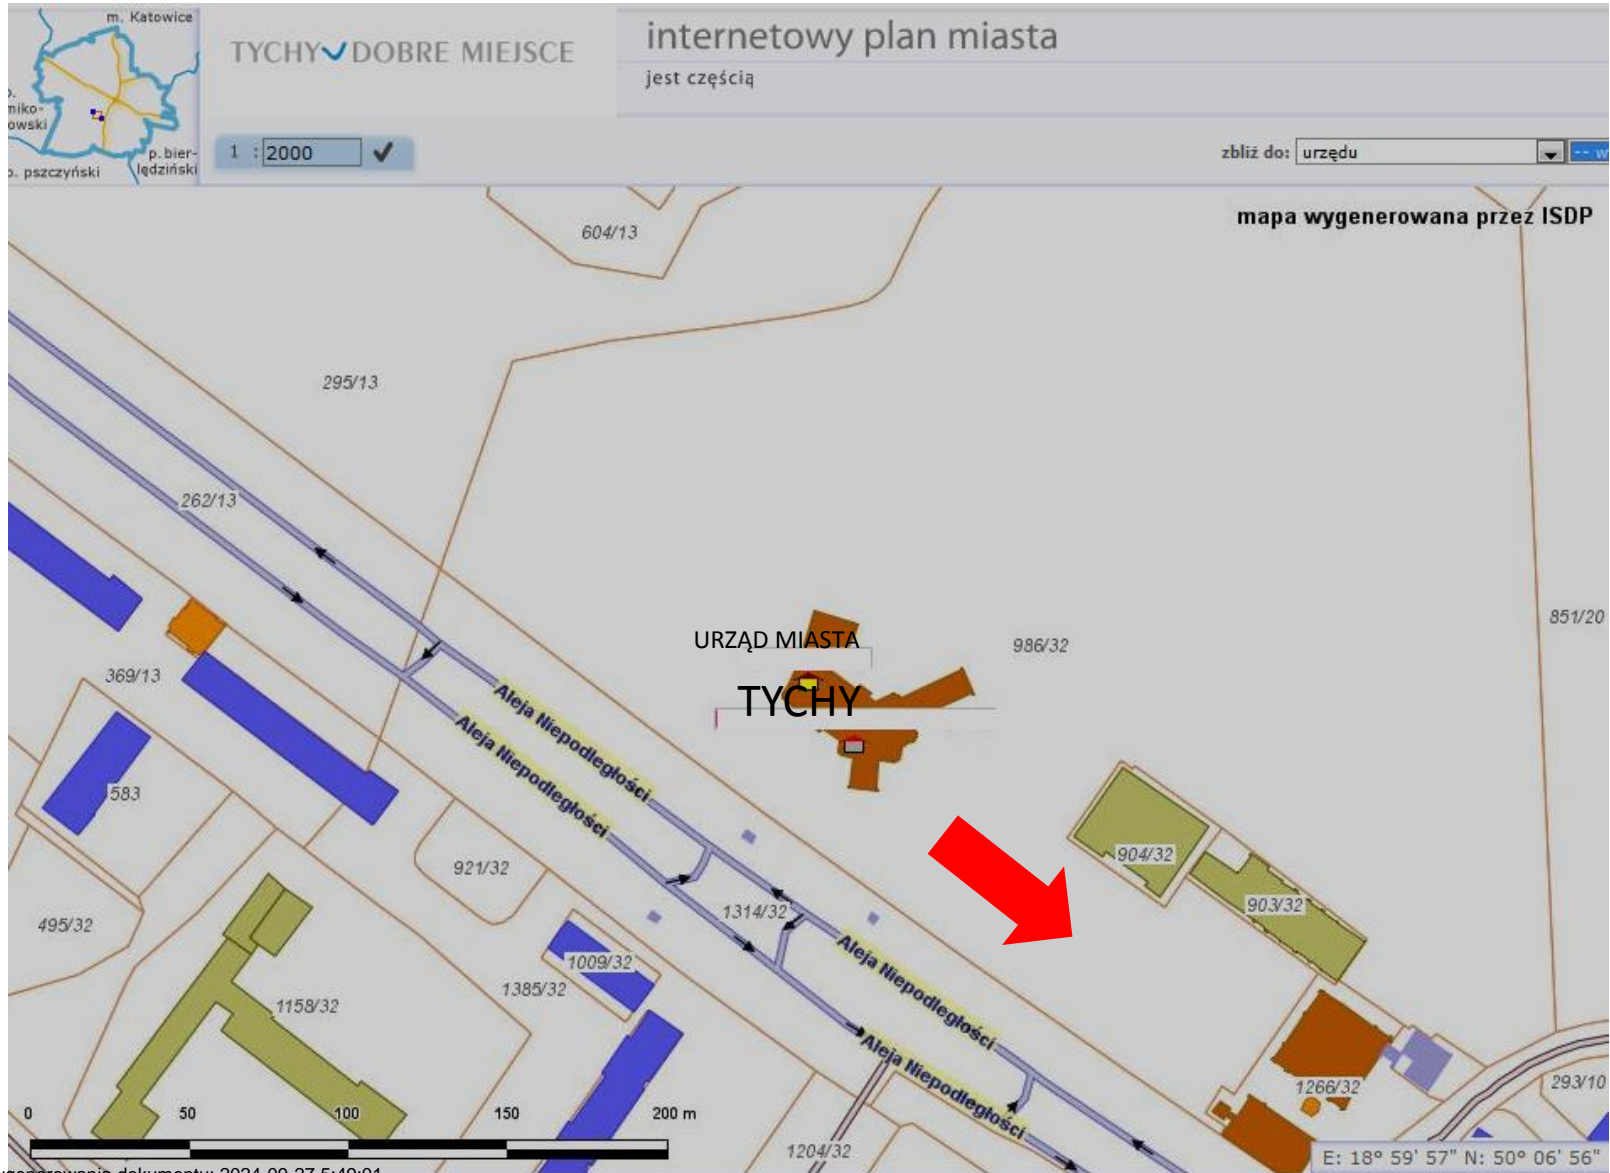 m. Katowice
p. bier-
lędziński
p. pszczyński
TYCHY DOBRE MIEJSCE
internetowy plan miasta
jest częścią
1 : 2000
zbliż do: urzędu
mapa wygenerowana przez ISDP
604/13
295/13
262/13
851/20
URZĄD MIASTA
986/32
369/13
TYCHY
Aleja Niepodległości
Aleja Niepodległości
583
904/32
921/32
903/32
1314/32
495/32
Aleja Niepodległości
1009/32
1385/32
1158/32
Aleja Niepodległości
1266/32
293/10
0 50 100 150 200 m
1204/32
E: 18° 59' 57" N: 50° 06' 56"